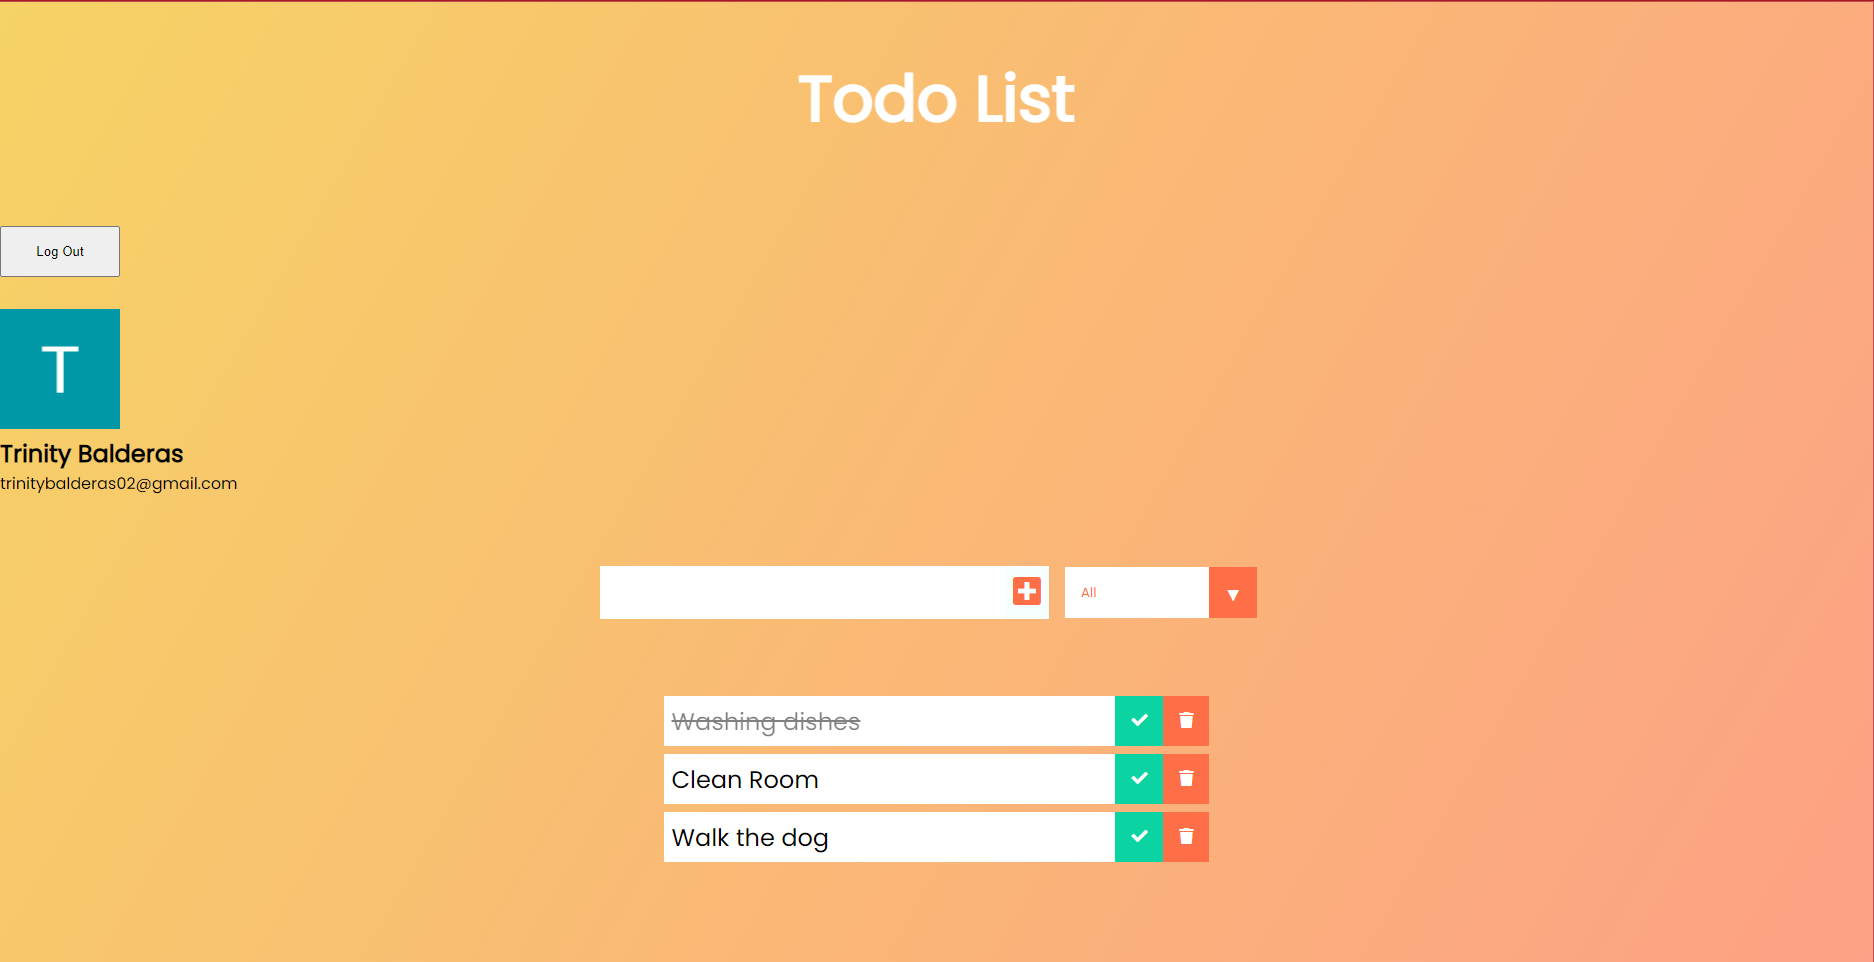 Todo List
Log Out
T
Trinity Balderas
trinitybalderas02@gmail.com
All
Washing dishes
Clean Room
Walk the dog